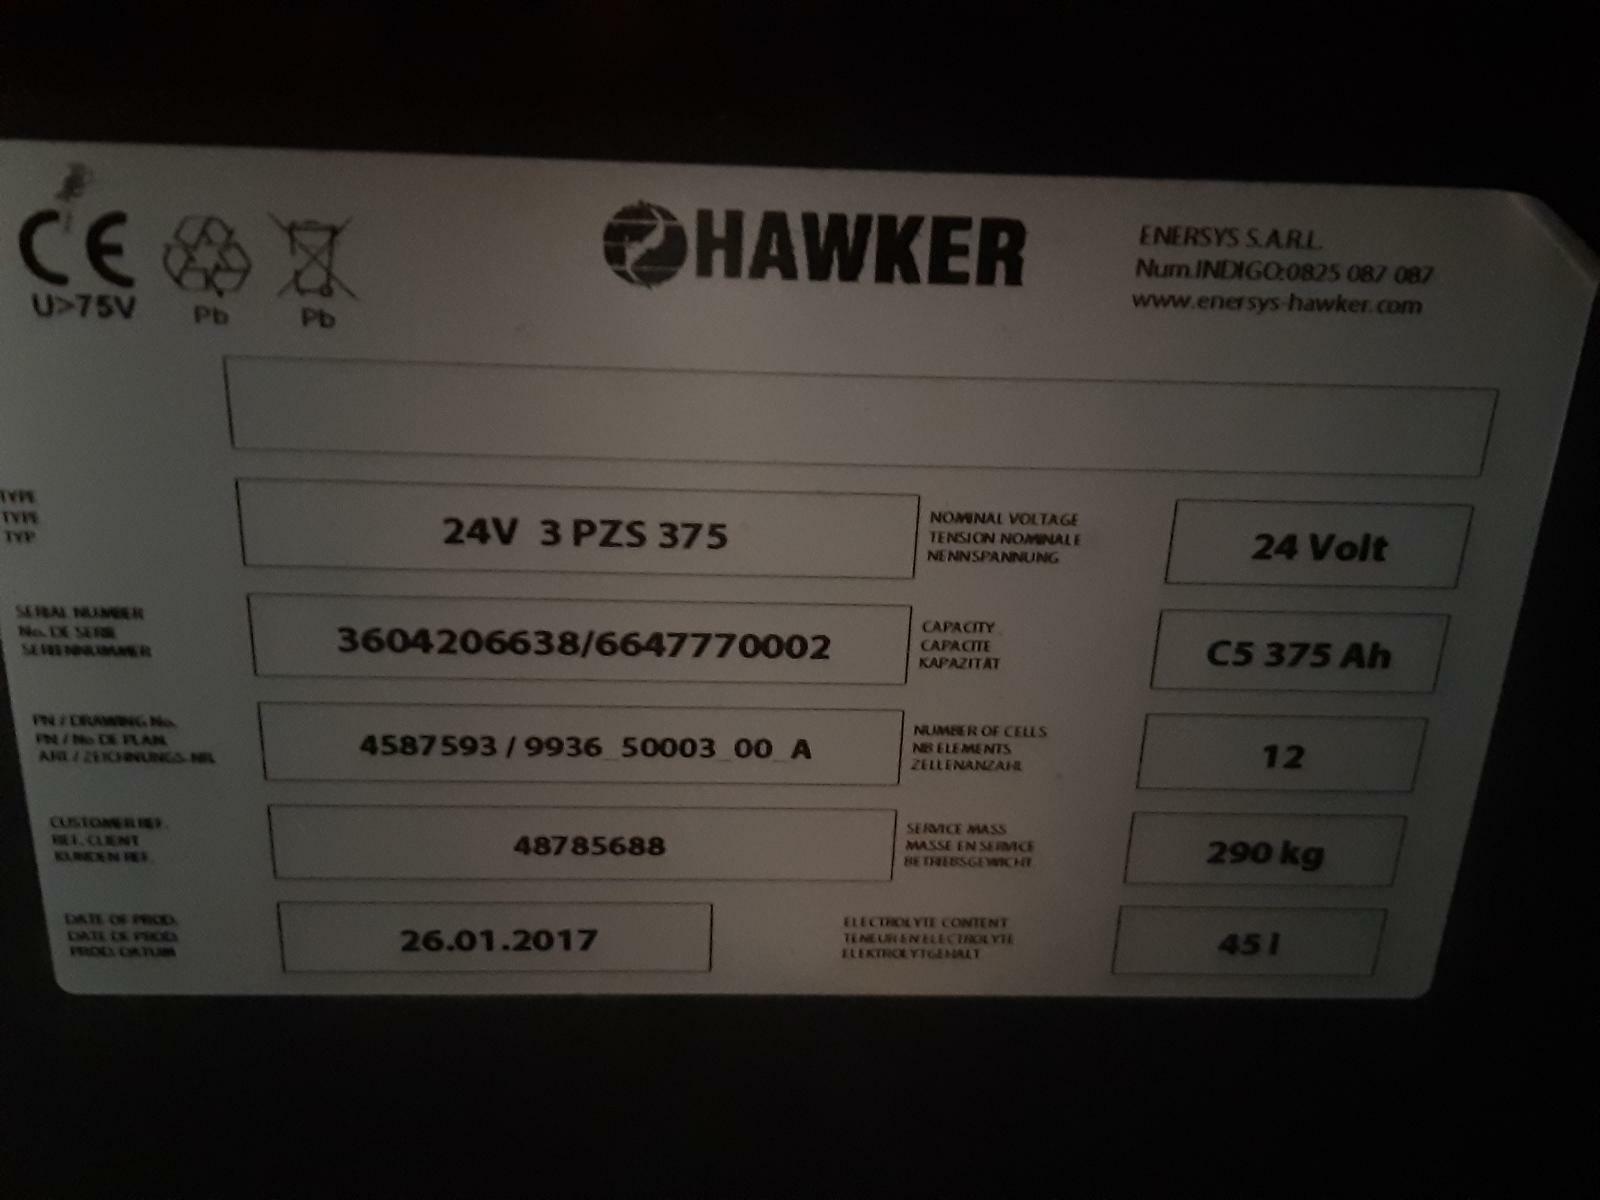 CE
U>75V
Pb
Pb
HAWKER
ENERSYS S.A.R.L.
Num.INDIGO:0825 087 087
www.enersys-hawker.com
TYPE
TYPE
TYP
24V 3 PZS 375
NOMINAL VOLTAGE
TENSION NOMINALE
NENNSPANNUNG
24 Volt
SERIAL NUMBER
No. DE SERIE
SERIENNUMMER
3604206638/6647770002
CAPACITY
CAPACITE
KAPAZITÄT
C5 375 Ah
PN / DRAWING No.
PN / No DE PLAN.
ART. / ZEICHNUNGS-NR.
4587593 / 9936_50003_00_A
NUMBER OF CELLS
NB ELEMENTS
ZELLENANZAHL
12
CUSTOMER REF.
REF. CLIENT
KUNDEN REF.
48785688
SERVICE MASS
MASSE EN SERVICE
BETRIEBSGEWICHT
290 kg
DATE OF PROD.
DATE DE PROD.
PROD. DATUM
26.01.2017
ELECTROLYTE CONTENT
TENEUR EN ELECTROLYTE
ELEKTROLYTGEHALT
45 l